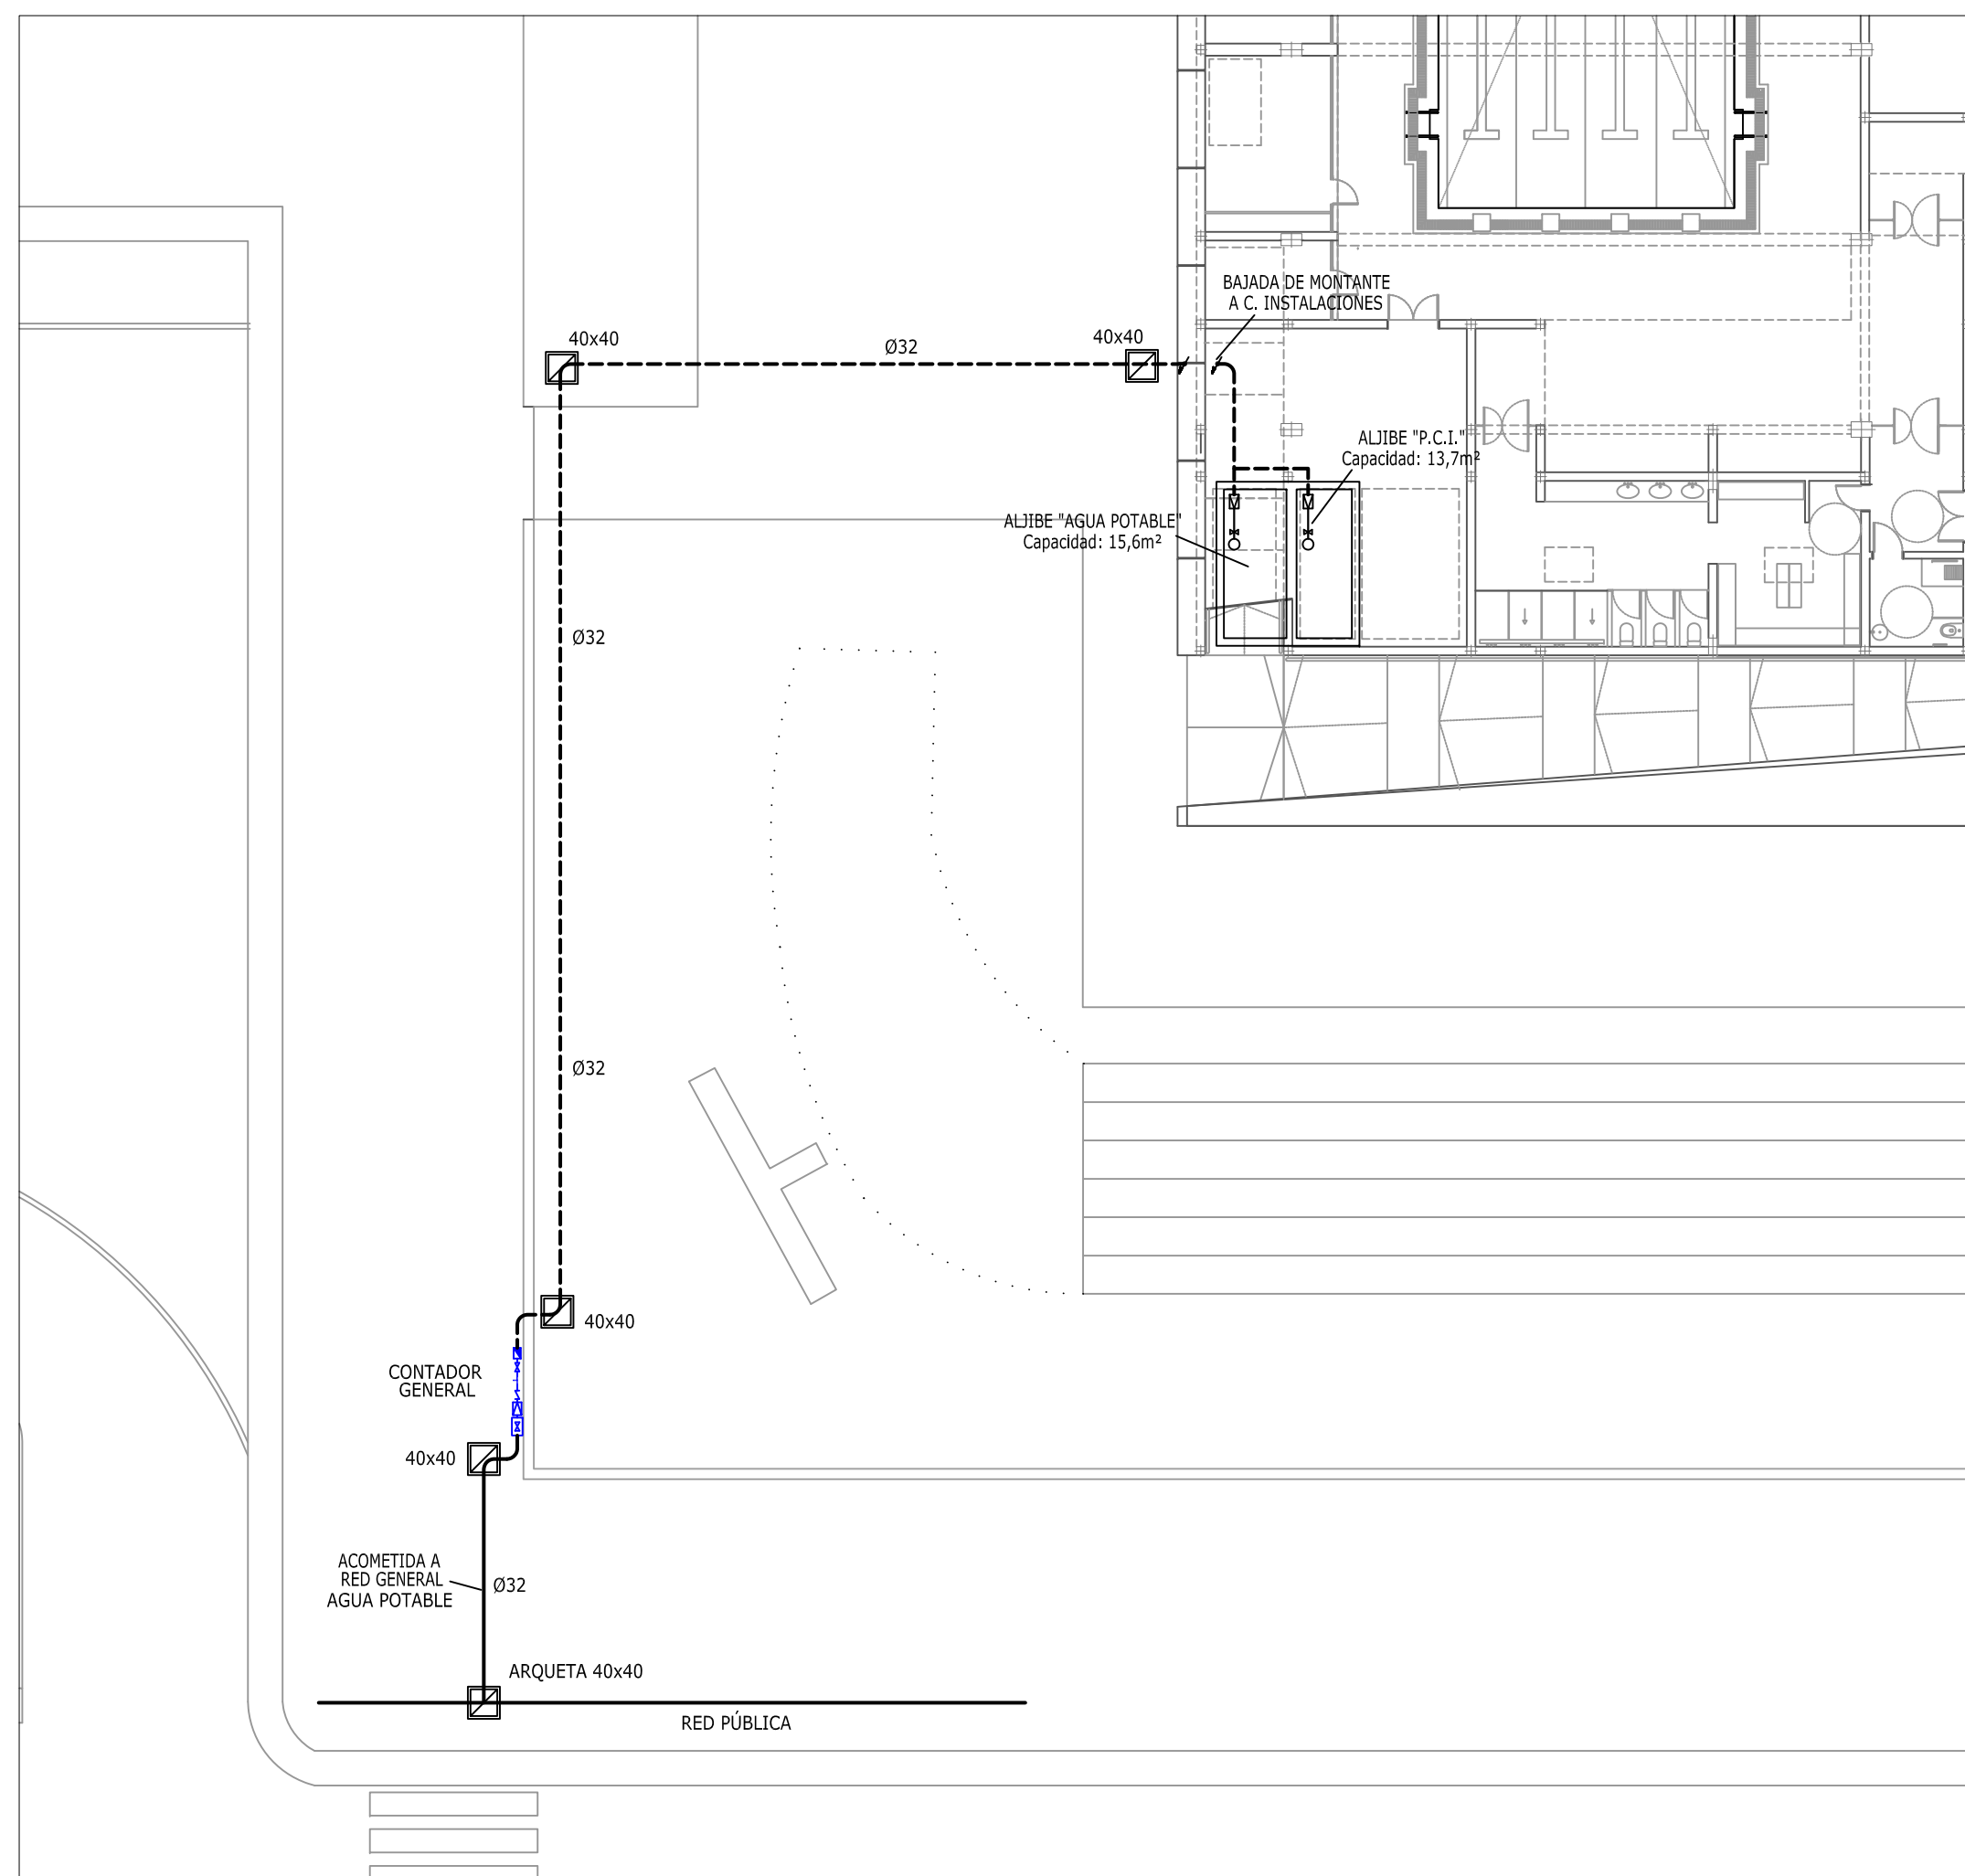 BAJADA DE MONTANTE
A C. INSTALACIONES
40x40
Ø32
40x40
ALJIBE "P.C.I."
Capacidad: 13,7m²
ALJIBE "AGUA POTABLE"
Capacidad: 15,6m²
Ø32
Ø32
40x40
CONTADOR
GENERAL
40x40
ACOMETIDA A
RED GENERAL
AGUA POTABLE
Ø32
ARQUETA 40x40
RED PÚBLICA